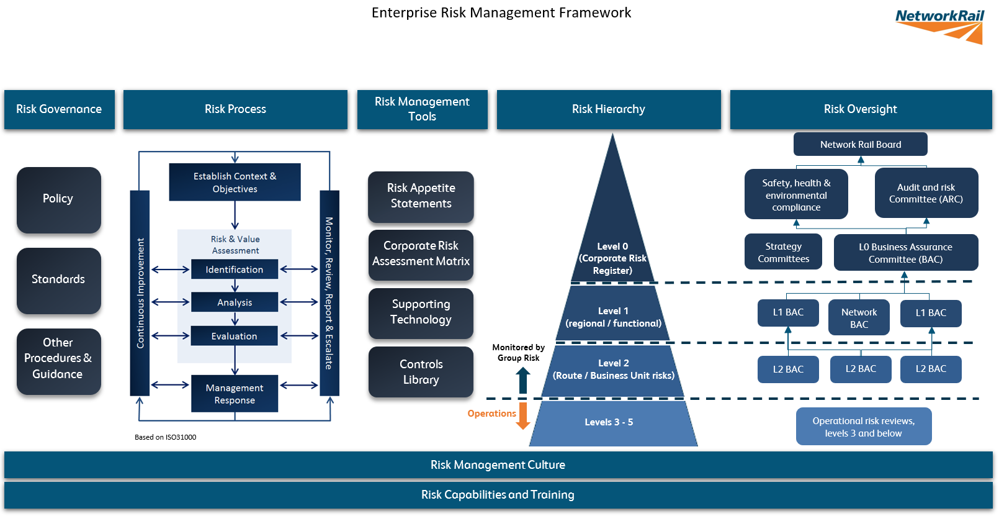 Enterprise Risk Management Framework
NetworkRail
Risk Governance
Policy
Standards
Other
Procedures &
Guidance
Risk Process
Establish Context &
Objectives
Risk & Value
Assessment
Identification
Analysis
Evaluation
Management
Response
Continuous Improvement
Monitor, Review, Report & Escalate
Based on ISO31000
Risk Management
Tools
Risk Appetite
Statements
Corporate Risk
Assessment Matrix
Supporting
Technology
Controls
Library
Risk Hierarchy
Level 0
(Corporate Risk
Register)
Level 1
(regional / functional)
Level 2
(Route / Business Unit risks)
Levels 3 - 5
Monitored by
Group Risk
Operations
Risk Oversight
Network Rail Board
Safety, health &
environmental
compliance
Audit and risk
Committee (ARC)
Strategy
Committees
L0 Business Assurance
Committee (BAC)
L1 BAC
Network
BAC
L1 BAC
L2 BAC
L2 BAC
L2 BAC
Operational risk reviews,
levels 3 and below
Risk Management Culture
Risk Capabilities and Training